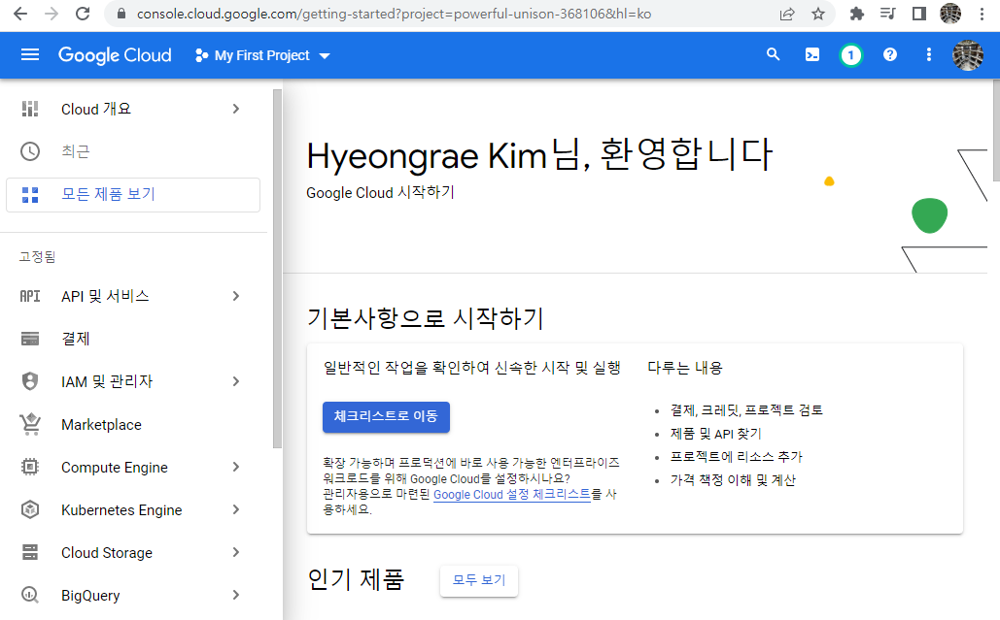 console.cloud.google.com/getting-started?project=powerful-unison-368106&hl=ko
Google Cloud
My First Project
1
Cloud 개요
최근
모든 제품 보기
고정됨
API API 및 서비스
결제
IAM 및 관리자
Marketplace
Compute Engine
Kubernetes Engine
Cloud Storage
BigQuery
Hyeongrae Kim님, 환영합니다
Google Cloud 시작하기
기본사항으로 시작하기
일반적인 작업을 확인하여 신속한 시작 및 실행
체크리스트로 이동
확장 가능하며 프로덕션에 바로 사용 가능한 엔터프라이즈
워크로드를 위해 Google Cloud를 설정하시나요?
관리자용으로 마련된 Google Cloud 설정 체크리스트를 사
용하세요.
다루는 내용
결제, 크레딧, 프로젝트 검토
제품 및 API 찾기
프로젝트에 리소스 추가
가격 책정 이해 및 계산
인기 제품
모두 보기